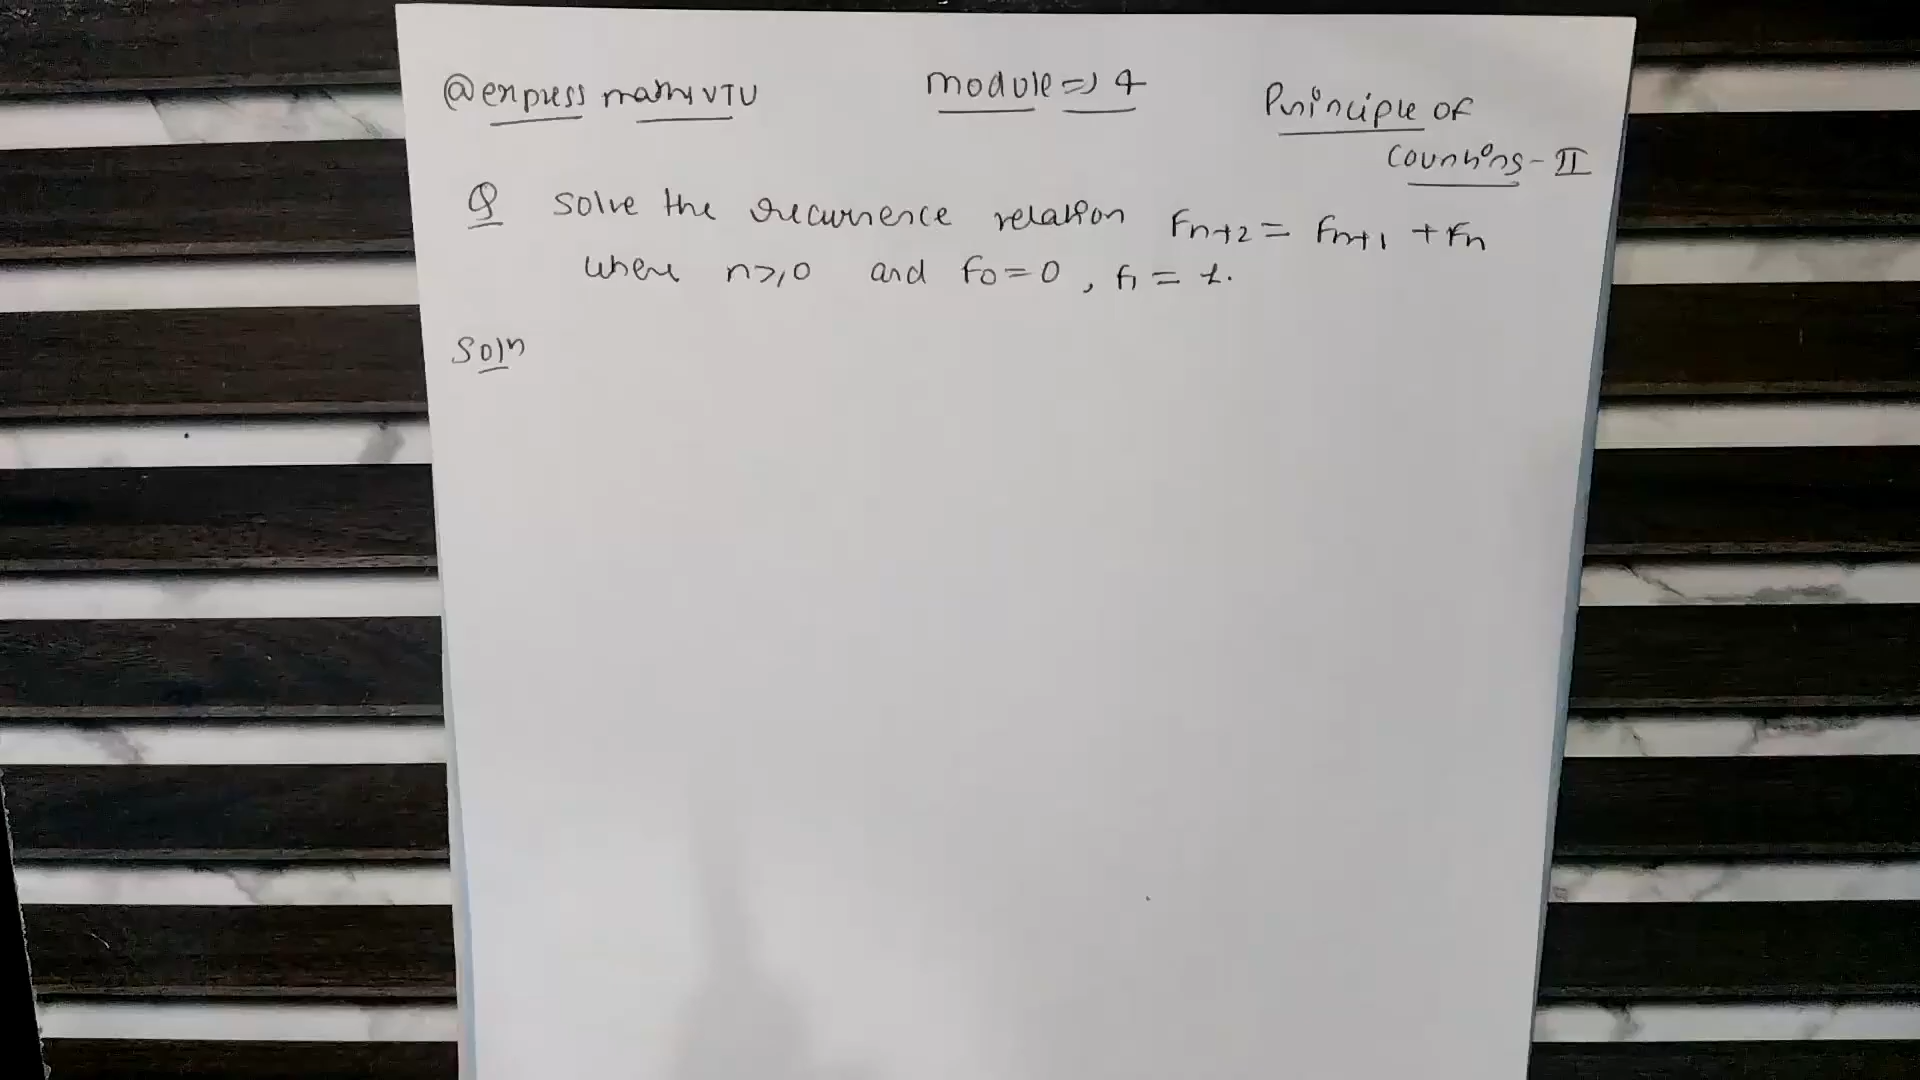 @express maths VTU
module => 4
Principle of
Counting - II
Q Solve the recurrence relation Fn+2 = Fn+1 + Fn
where n>,0 and F0 = 0 , F1 = 1.
Soln